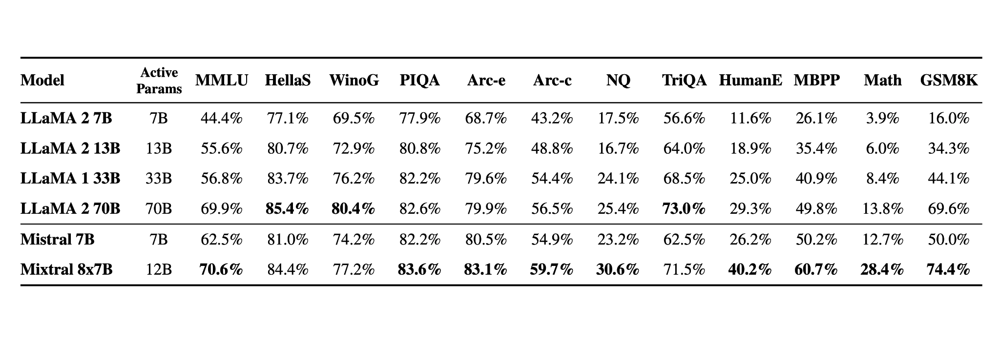 Model Active Params MMLU HellaS WinoG PIQA Arc-e Arc-c NQ TriQA HumanE MBPP Math GSM8K
LLaMA 2 7B 7B 44.4% 77.1% 69.5% 77.9% 68.7% 43.2% 17.5% 56.6% 11.6% 26.1% 3.9% 16.0%
LLaMA 2 13B 13B 55.6% 80.7% 72.9% 80.8% 75.2% 48.8% 16.7% 64.0% 18.9% 35.4% 6.0% 34.3%
LLaMA 1 33B 33B 56.8% 83.7% 76.2% 82.2% 79.6% 54.4% 24.1% 68.5% 25.0% 40.9% 8.4% 44.1%
LLaMA 2 70B 70B 69.9% 85.4% 80.4% 82.6% 79.9% 56.5% 25.4% 73.0% 29.3% 49.8% 13.8% 69.6%
Mistral 7B 7B 62.5% 81.0% 74.2% 82.2% 80.5% 54.9% 23.2% 62.5% 26.2% 50.2% 12.7% 50.0%
Mixtral 8x7B 12B 70.6% 84.4% 77.2% 83.6% 83.1% 59.7% 30.6% 71.5% 40.2% 60.7% 28.4% 74.4%